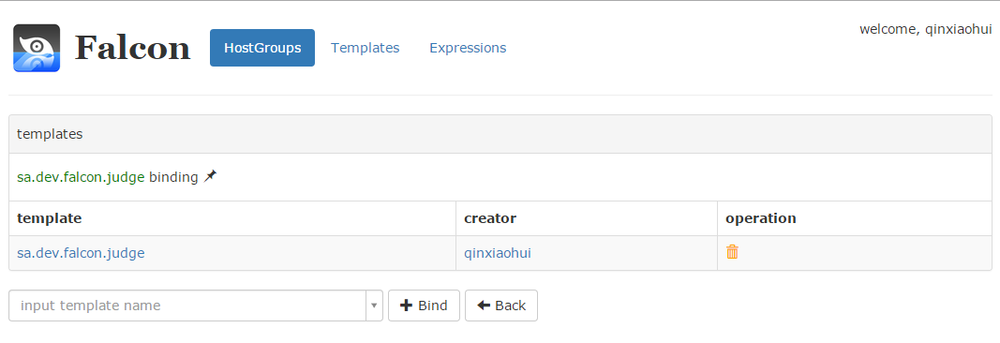 welcome, qinxiaohui
Falcon HostGroups Templates Expressions
templates
sa.dev.falcon.judge binding
template creator operation
sa.dev.falcon.judge qinxiaohui
input template name Bind Back